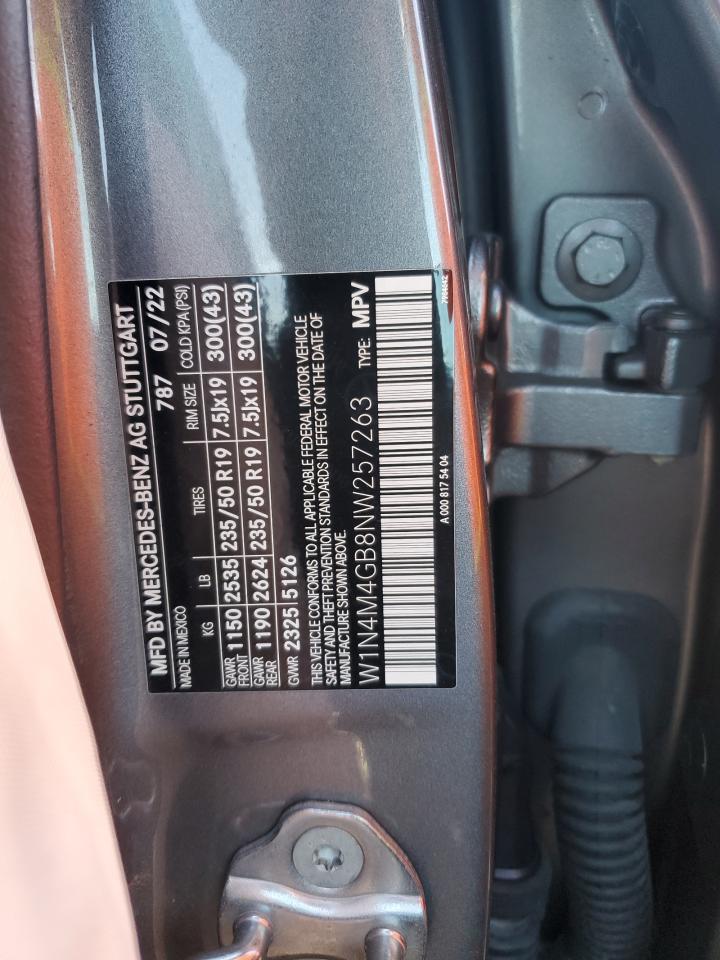 MFD BY MERCEDES-BENZ AG STUTTGART
MADE IN MEXICO 787 07/22
KG LB TIRES RIM SIZE COLD KPA(PSI)
GAWR FRONT 1150 2535 235/50 R19 7.5Jx19 300(43)
GAWR REAR 1190 2624 235/50 R19 7.5Jx19 300(43)
GVWR 2325 5126
THIS VEHICLE CONFORMS TO ALL APPLICABLE FEDERAL MOTOR VEHICLE
SAFETY AND THEFT PREVENTION STANDARDS IN EFFECT ON THE DATE OF
MANUFACTURE SHOWN ABOVE.
W1N4M4GB8NW257263 TYPE: MPV
A 000 817 54 04